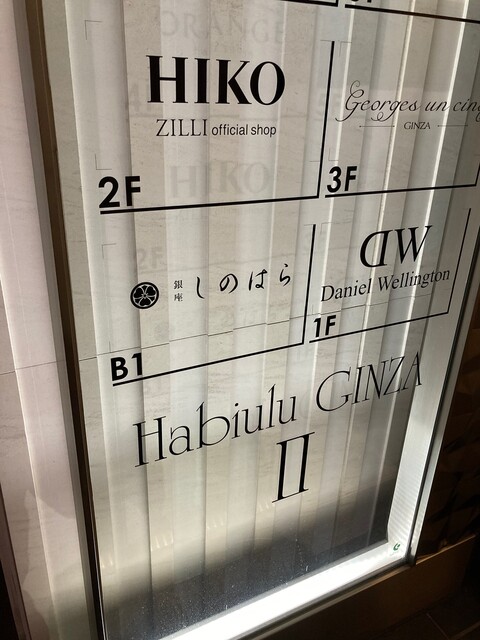 HIKO
ZILLI official shop
2F
Georges un cinq
GINZA
3F
銀座
しのはら
B1
DW
Daniel Wellington
1F
Habiulu GINZA
II